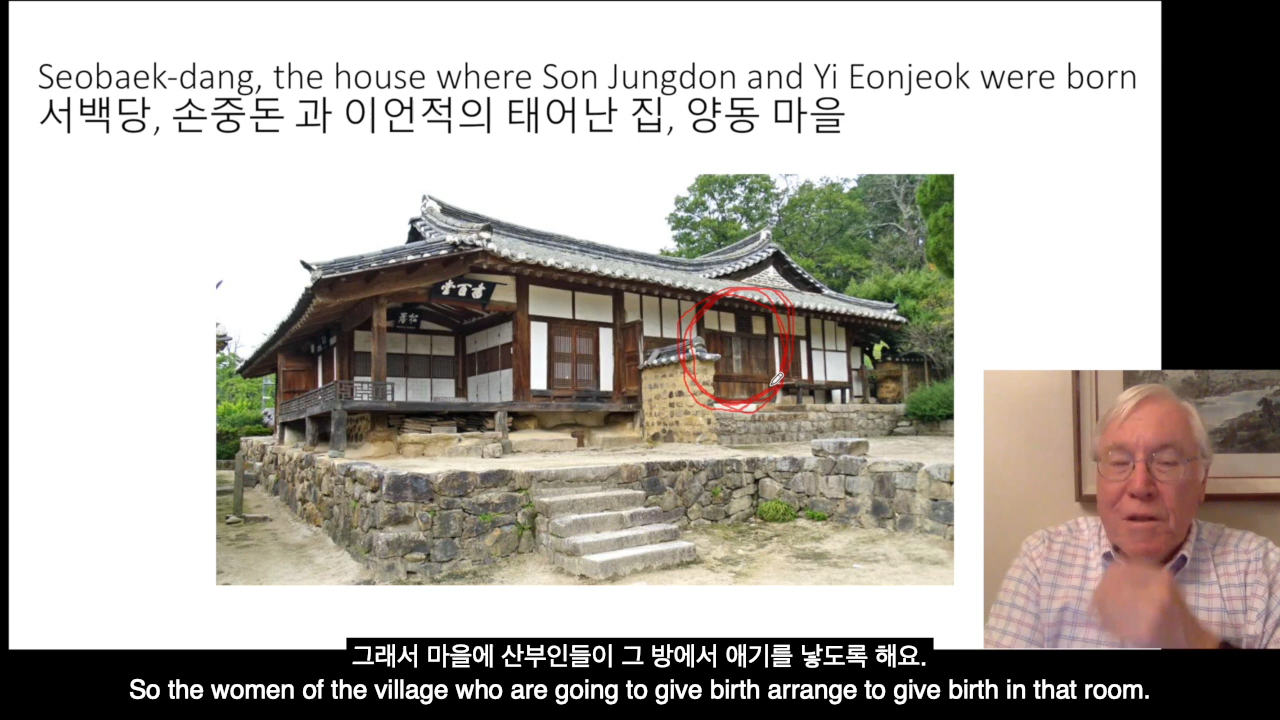 Seobaek-dang, the house where Son Jungdon and Yi Eonjeok were born
서백당, 손중돈 과 이언적의 태어난 집, 양동 마을
그래서 마을에 산부인들이 그 방에서 애기를 낳도록 해요.
So the women of the village who are going to give birth arrange to give birth in that room.